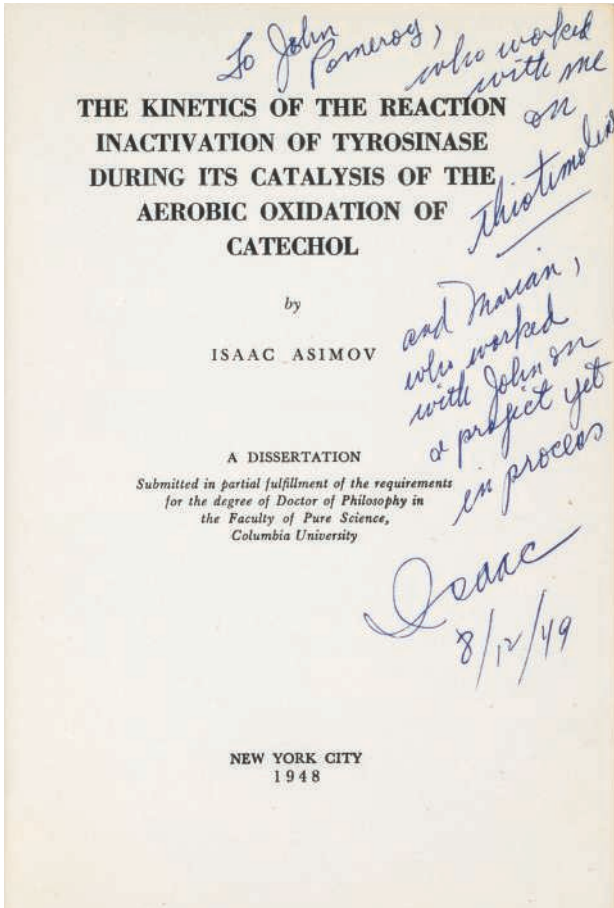 To John
Pomeroy,
who worked
with me
on
thiotimoline
THE KINETICS OF THE REACTION
INACTIVATION OF TYROSINASE
DURING ITS CATALYSIS OF THE
AEROBIC OXIDATION OF
CATECHOL
by
ISAAC ASIMOV
and Marian,
who worked
with John on
a project yet
in process
A DISSERTATION
Submitted in partial fulfillment of the requirements
for the degree of Doctor of Philosophy in
the Faculty of Pure Science,
Columbia University
Isaac
8/12/49
NEW YORK CITY
1948